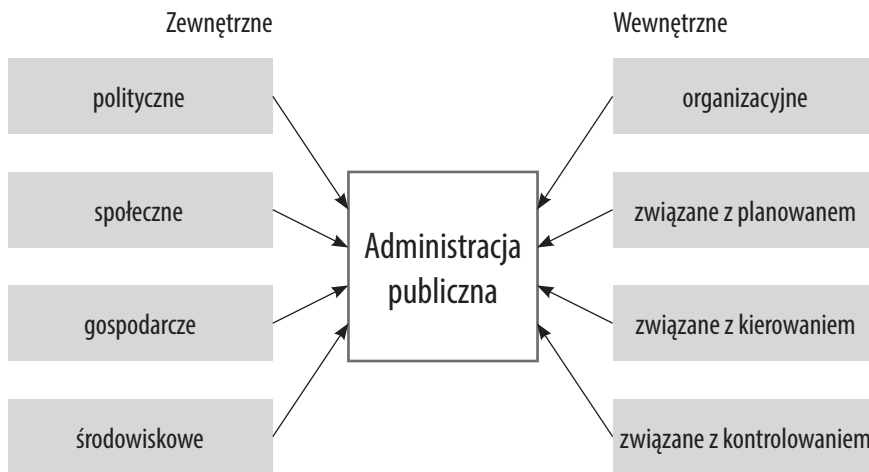 Zewnętrzne
Wewnętrzne
polityczne
organizacyjne
społeczne
związane z planowanem
Administracja
publiczna
gospodarcze
związane z kierowaniem
środowiskowe
związane z kontrolowaniem